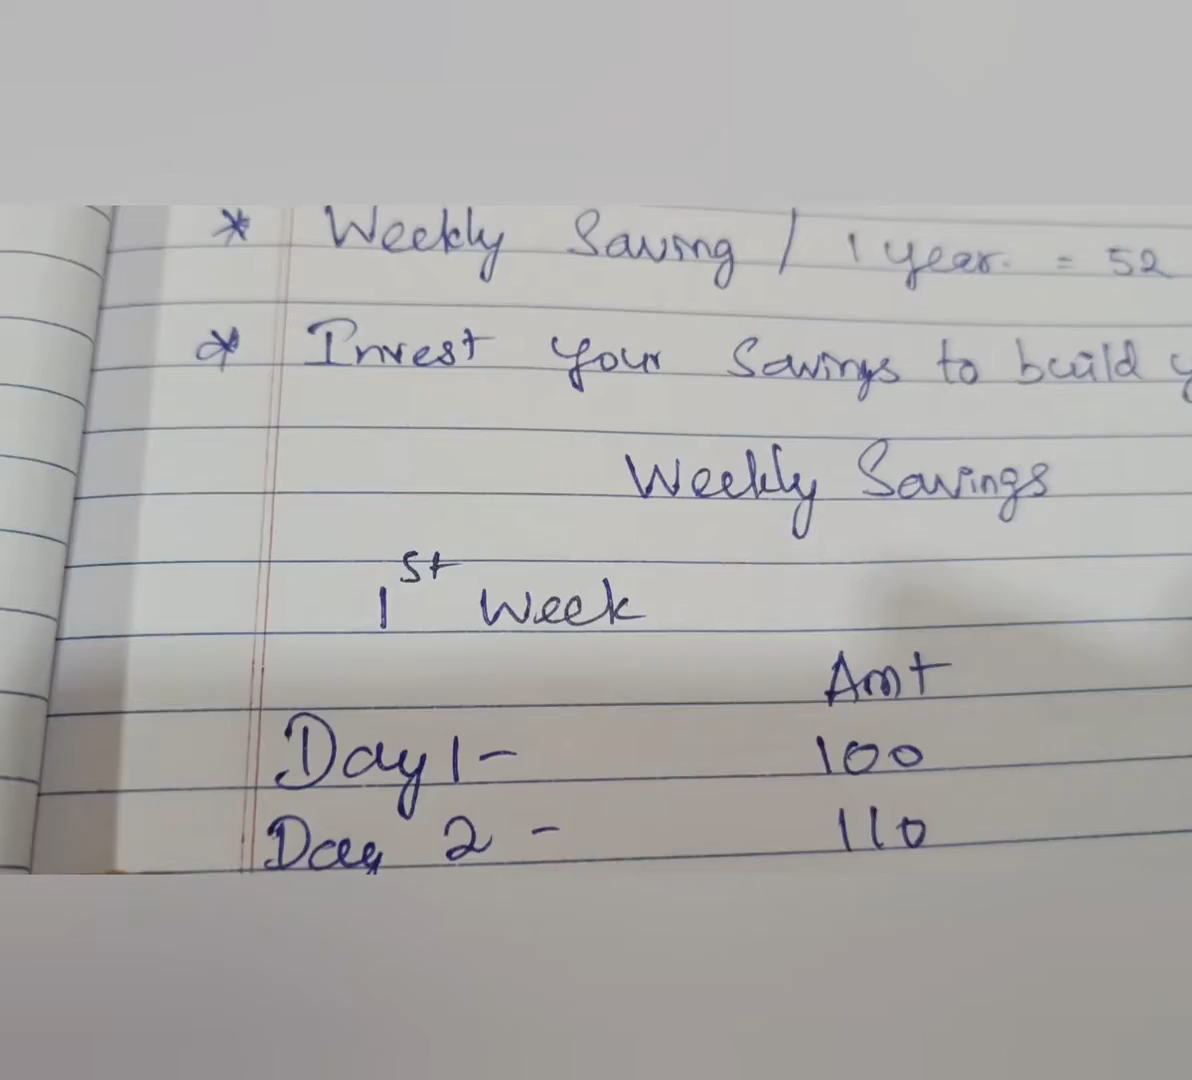 * Weekly Saving / 1 year. = 52
* Invest your Savings to build
Weekly Savings
1st Week
Amt
Day 1 - 100
Day 2 - 110